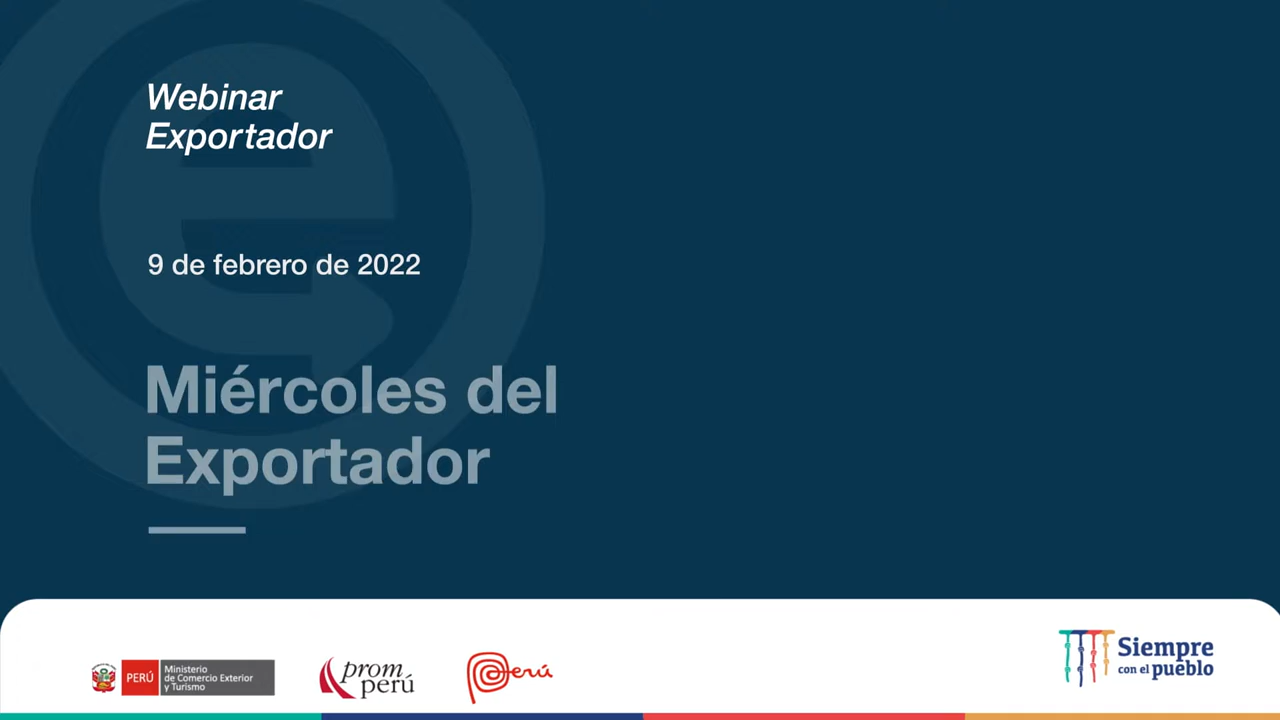 Webinar
Exportador
9 de febrero de 2022
Miércoles del
Exportador
PERÚ
Ministerio
de Comercio Exterior
y Turismo
prom
perú
Perú
Siempre
con el pueblo